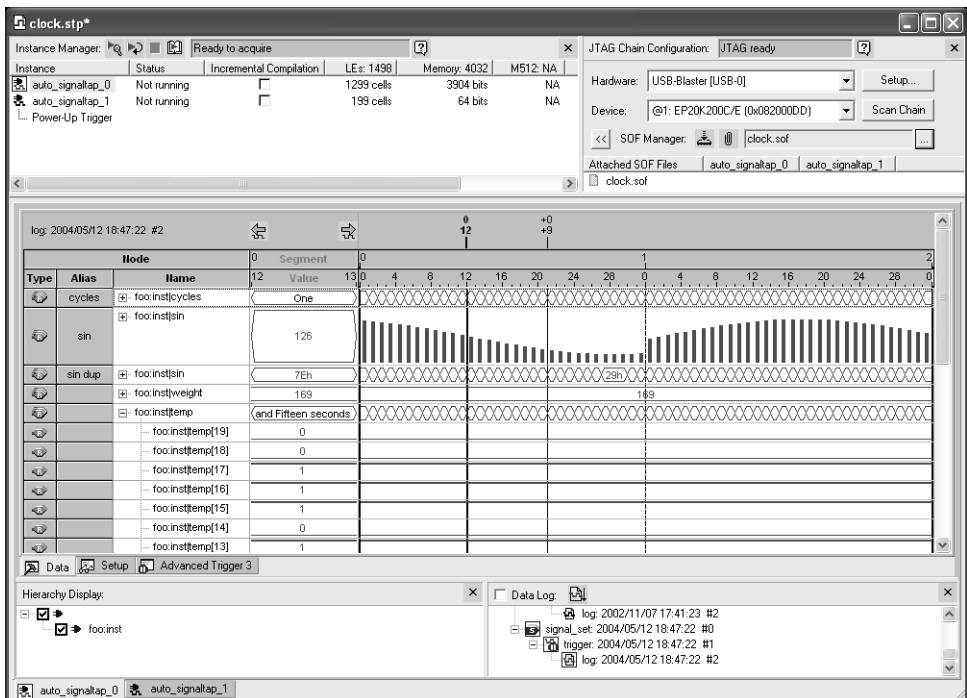 clock.stp*
Instance Manager: Ready to acquire
Instance Status Incremental Compilation LEs: 1498 Memory: 4032 M512: NA
auto_signaltap_0 Not running 1299 cells 3904 bits NA
auto_signaltap_1 Not running 199 cells 64 bits NA
Power-Up Trigger
JTAG Chain Configuration: JTAG ready
Hardware: USB-Blaster [USB-0] Setup...
Device: @1: EP20K200C/E (0x082000DD) Scan Chain
<< SOF Manager: clock.sof ...
Attached SOF Files auto_signaltap_0 auto_signaltap_1
clock.sof
log: 2004/05/12 18:47:22 #2
0 +0
12 +9
Node 0 Segment 0 1 2
Type Alias Name 12 Value 13 0 4 8 12 16 20 24 28 0 4 8 12 16 20 24 28 0
cycles foo:inst|cycles One
sin foo:inst|sin 126
sin dup foo:inst|sin 7Eh 29h
foo:inst|weight 169 169
foo:inst|temp and Fifteen seconds
foo:inst|temp[19] 0
foo:inst|temp[18] 0
foo:inst|temp[17] 1
foo:inst|temp[16] 1
foo:inst|temp[15] 1
foo:inst|temp[14] 0
foo:inst|temp[13] 1
Data Setup Advanced Trigger 3
Hierarchy Display:
foo:inst
Data Log:
log: 2002/11/07 17:41:23 #2
signal_set: 2004/05/12 18:47:22 #0
trigger: 2004/05/12 18:47:22 #1
log: 2004/05/12 18:47:22 #2
auto_signaltap_0 auto_signaltap_1